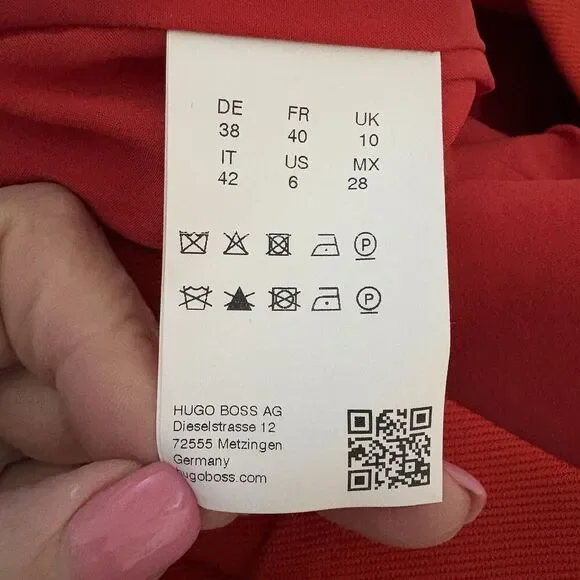 DE FR UK
38 40 10
IT US MX
42 6 28
P
P
HUGO BOSS AG
Dieselstrasse 12
72555 Metzingen
Germany
hugoboss.com